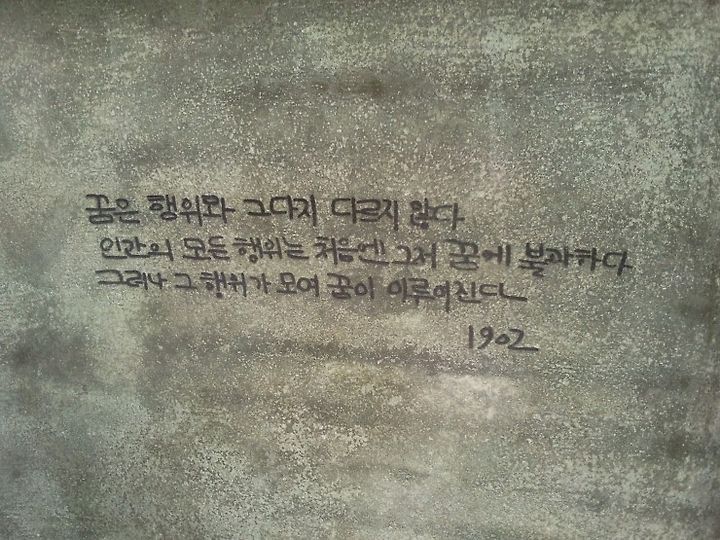 꿈은 행위와 그다지 다르지 않다
인간의 모든 행위는 처음엔 그저 꿈에 불과하다
그러나 그 행위가 모여 꿈이 이루어진다
1902